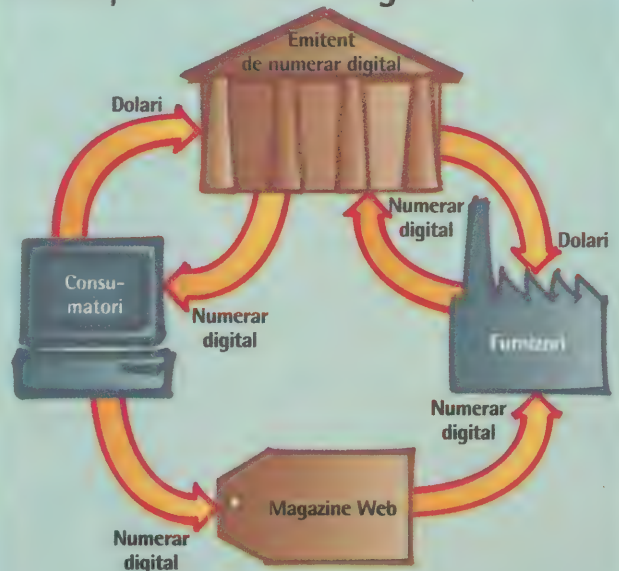 Emitent
de numerar digital
Dolari
Numerar
digital
Dolari
Consu-
matori
Numerar
digital
Furnizori
Numerar
digital
Magazine Web
Numerar
digital